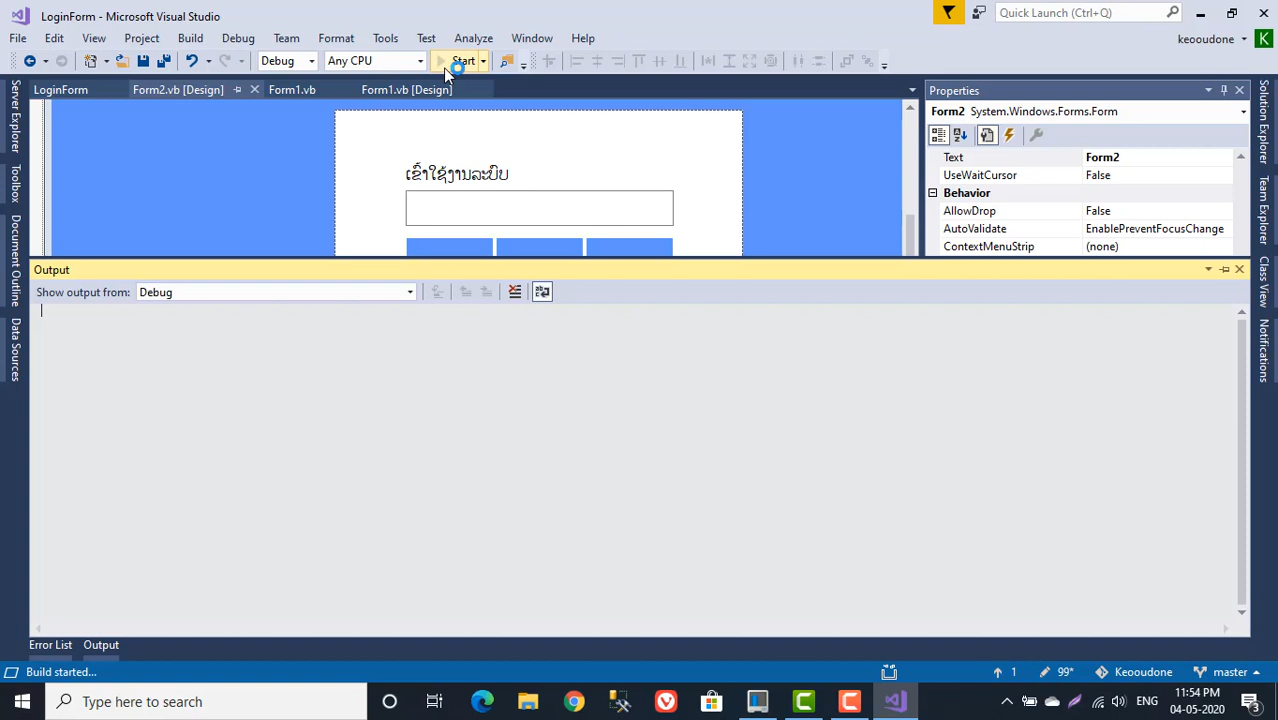 LoginForm - Microsoft Visual Studio
Quick Launch (Ctrl+Q)
File Edit View Project Build Debug Team Format Tools Test Analyze Window Help
keooudone K
Debug Any CPU Start
LoginForm Form2.vb [Design] Form1.vb Form1.vb [Design]
Properties
Form2 System.Windows.Forms.Form
Text Form2
UseWaitCursor False
Behavior
AllowDrop False
AutoValidate EnablePreventFocusChange
ContextMenuStrip (none)
ເຂົ້າໃຊ້ງານລະບົບ
Server Explorer
Toolbox
Document Outline
Data Sources
Solution Explorer
Team Explorer
Class View
Notifications
Output
Show output from: Debug
Error List Output
Build started...
1 99* Keooudone master
Type here to search
ENG
11:54 PM
04-05-2020
3